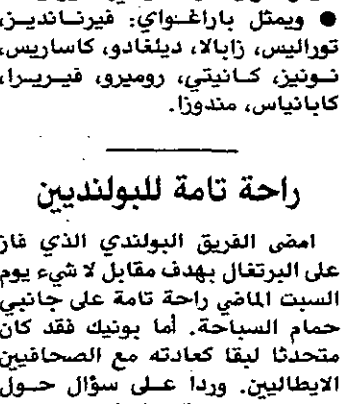 ● ويمثل باراغواي: فيرنانديز،
توراليس، زابالا، ديلغادو، كاساريس،
نونيز، كانيتي، روميرو، فيريرا،
كابانياس، مندوزا.
راحة تامة للبولنديين
امضى الفريق البولندي الذي فاز
على البرتغال بهدف مقابل لا شيء يوم
السبت الماضي راحة تامة على جانبي
حمام السباحة. أما بونيك فقد كان
متحدثا لبقا كعادته مع الصحافيين
الايطاليين. وردا على سؤال حول